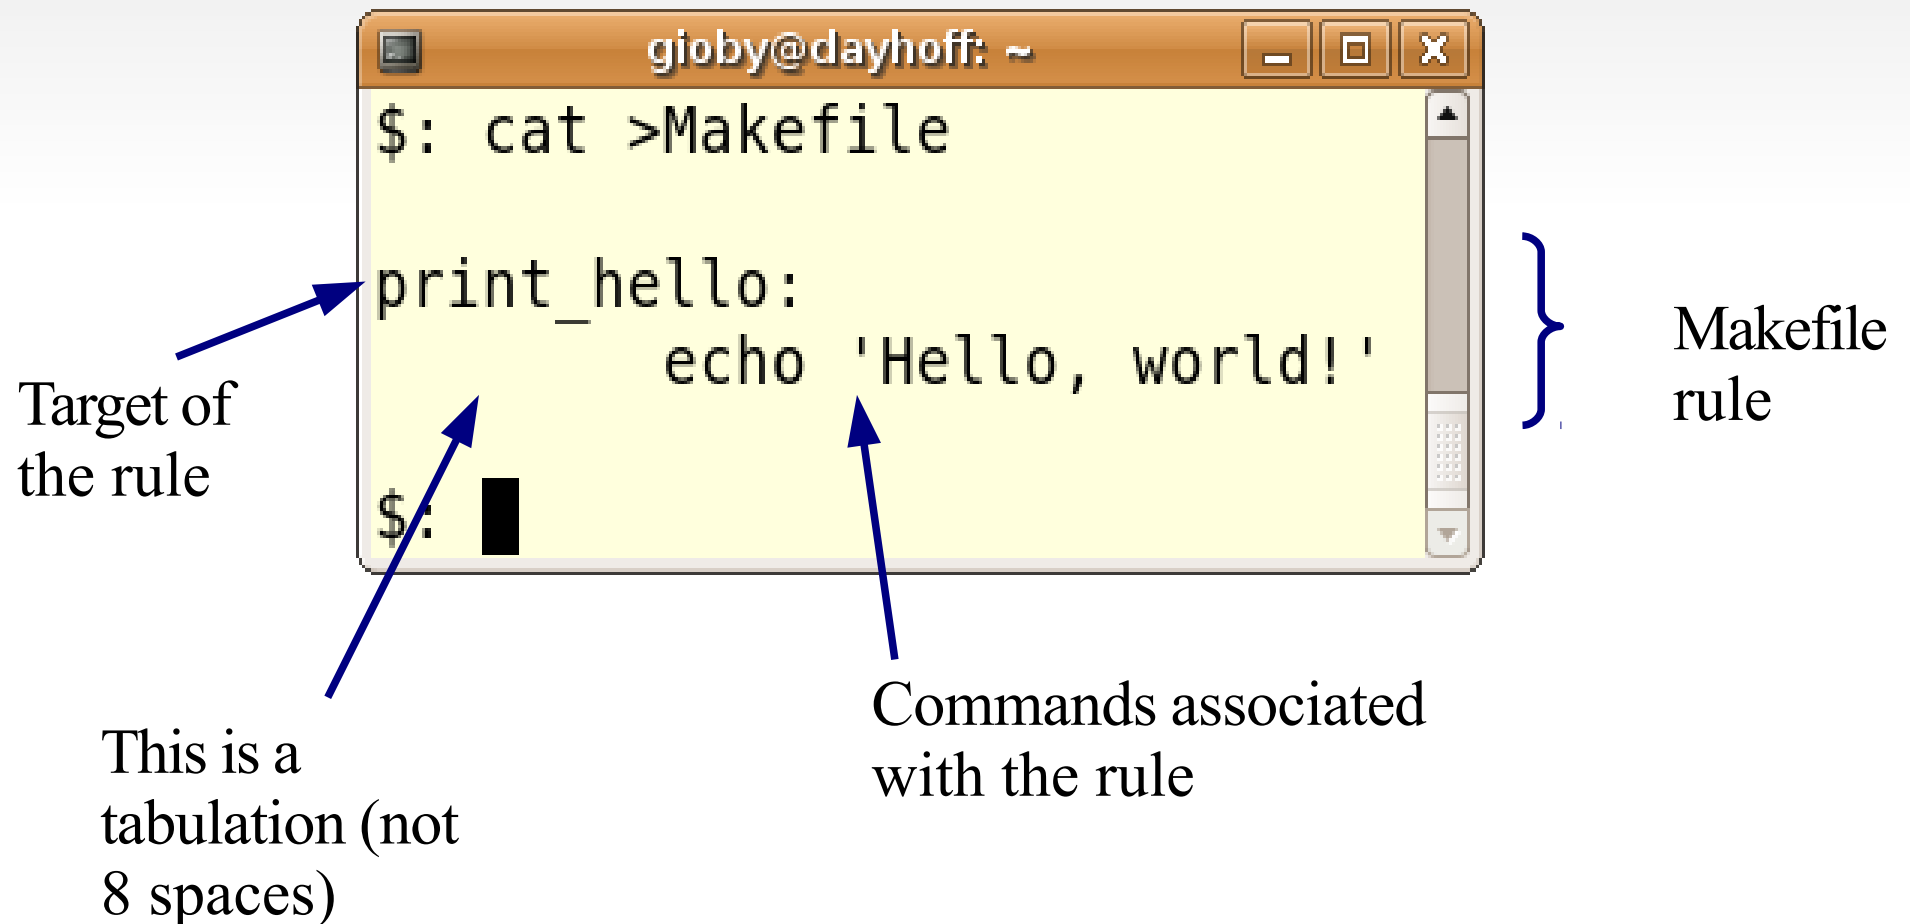 gioby@dayhoff: ~
$: cat >Makefile
print_hello:
echo 'Hello, world!'
$:
Target of
the rule
Makefile
rule
This is a
tabulation (not
8 spaces)
Commands associated
with the rule